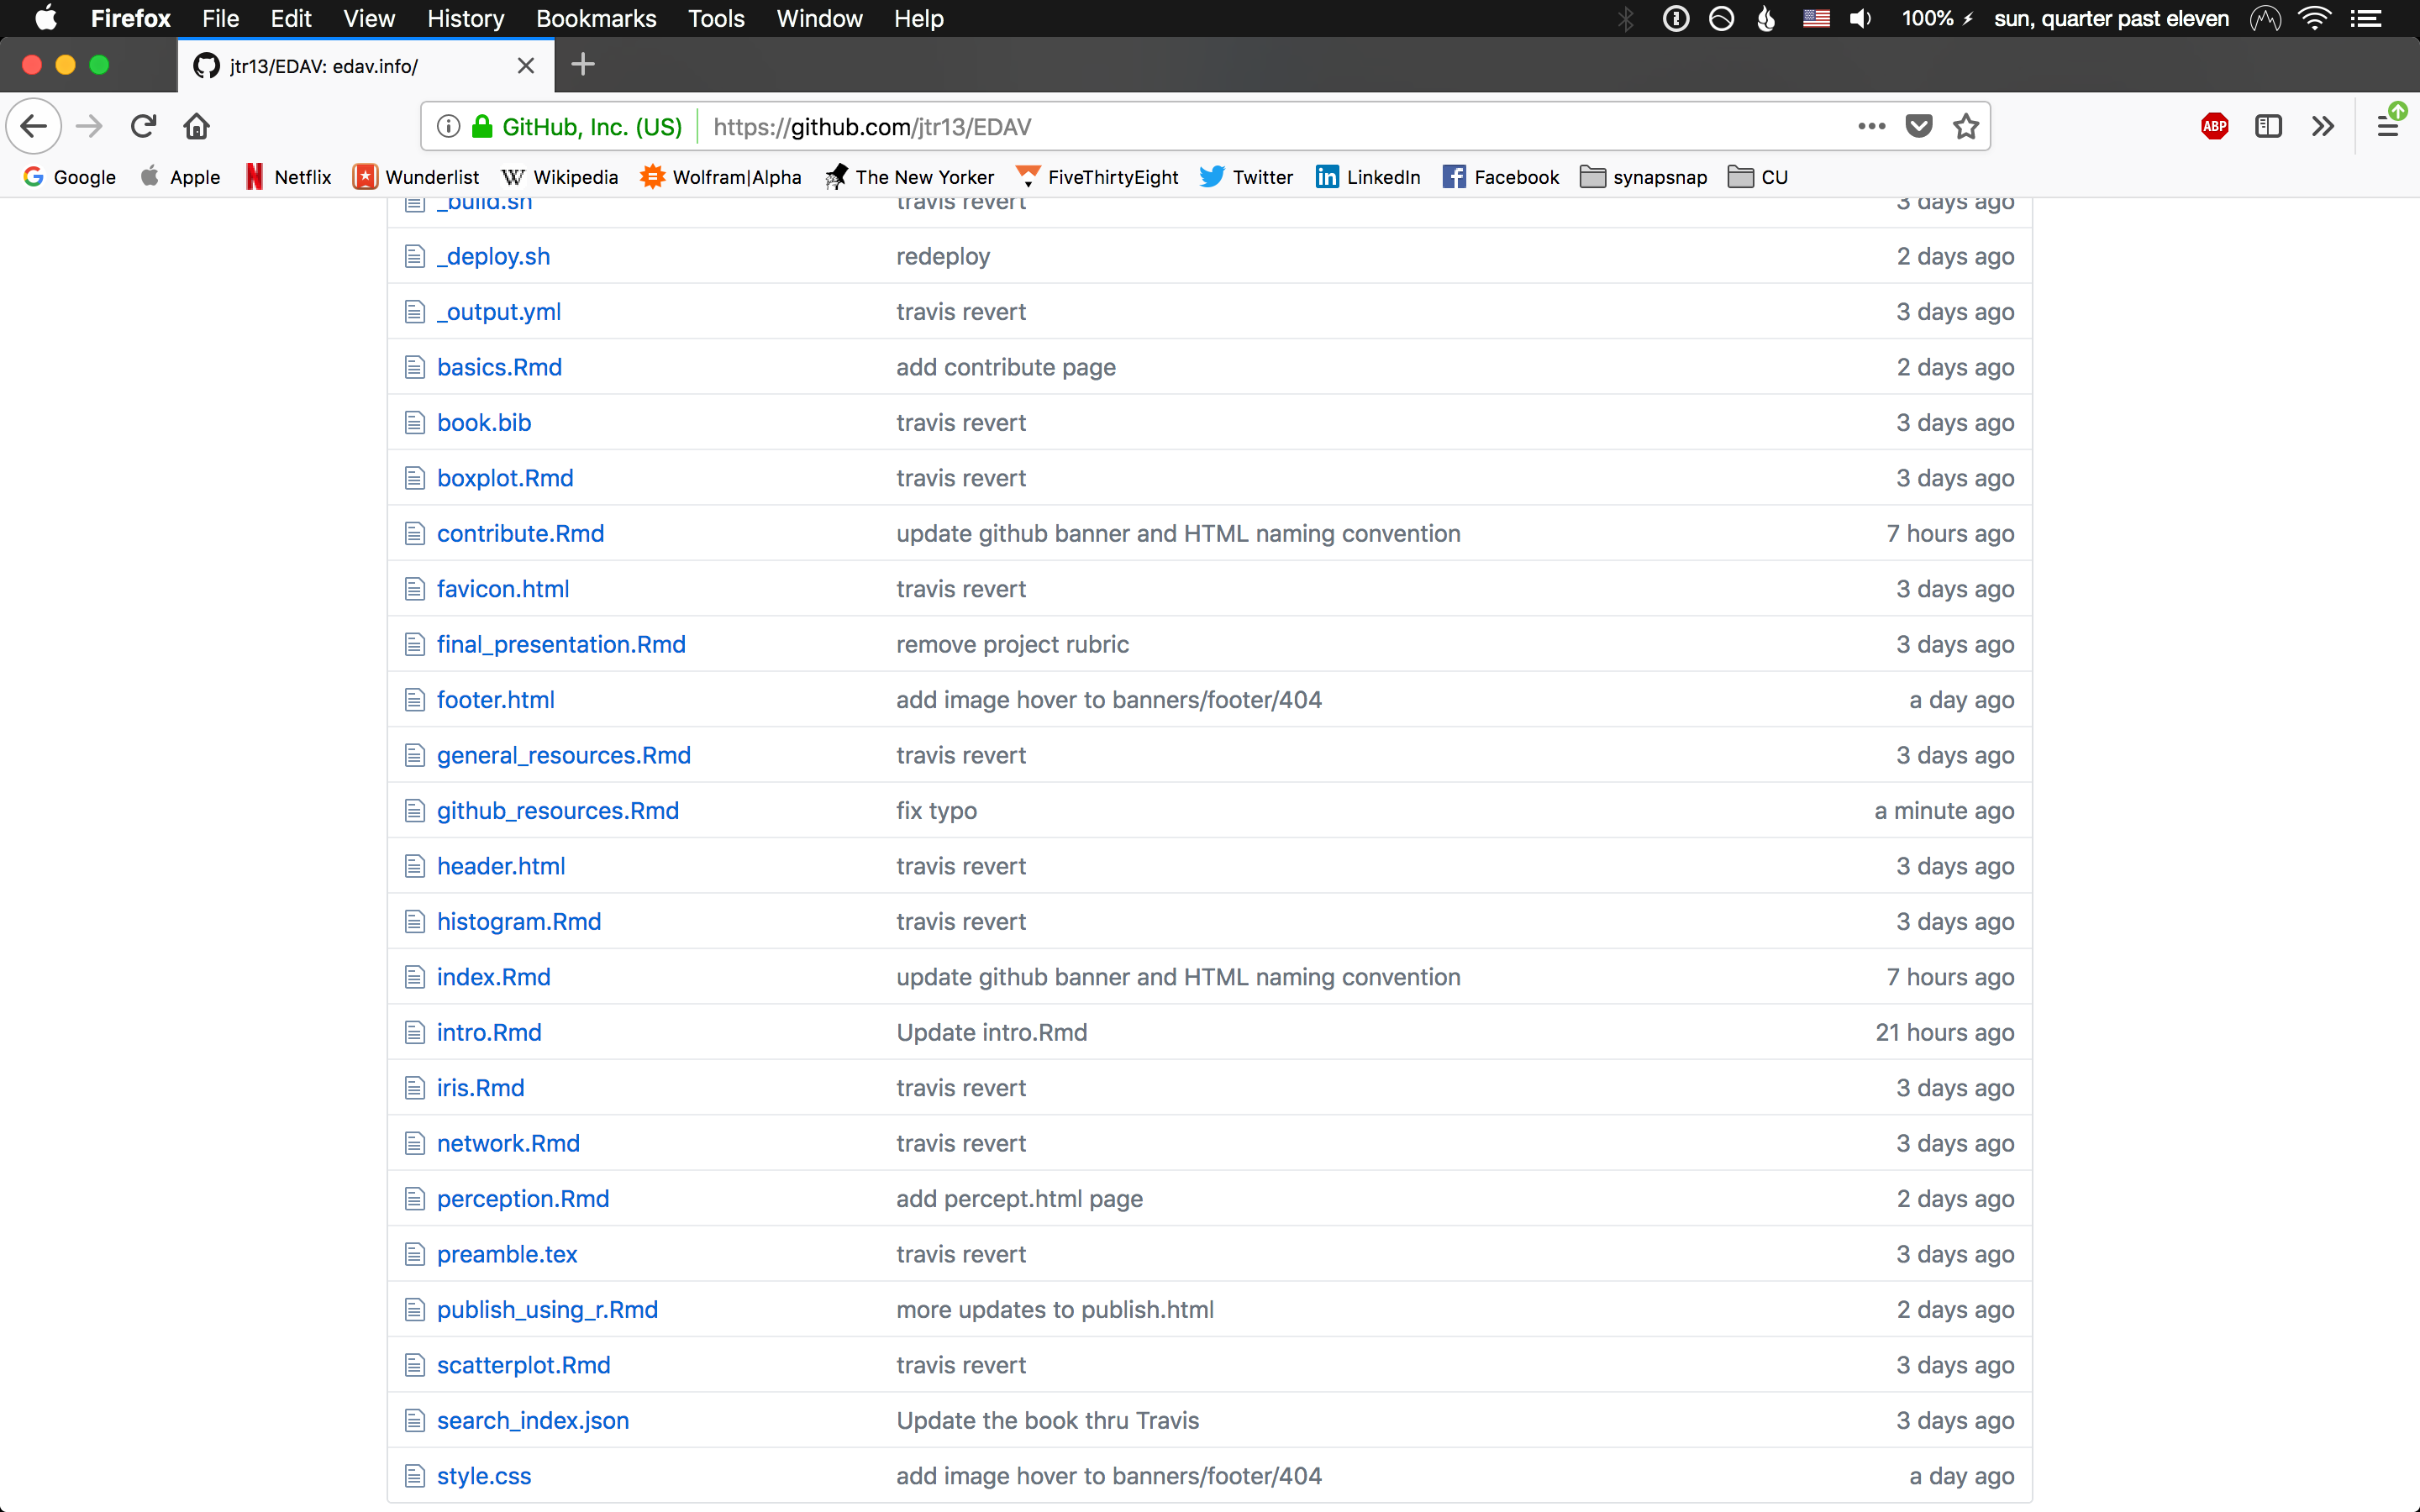 Firefox File Edit View History Bookmarks Tools Window Help 100% sun, quarter past eleven
jtr13/EDAV: edav.info/
GitHub, Inc. (US) https://github.com/jtr13/EDAV ABP
Google Apple Netflix Wunderlist Wikipedia Wolfram|Alpha The New Yorker FiveThirtyEight Twitter LinkedIn Facebook synapsnap CU
_build.sh travis revert 3 days ago
_deploy.sh redeploy 2 days ago
_output.yml travis revert 3 days ago
basics.Rmd add contribute page 2 days ago
book.bib travis revert 3 days ago
boxplot.Rmd travis revert 3 days ago
contribute.Rmd update github banner and HTML naming convention 7 hours ago
favicon.html travis revert 3 days ago
final_presentation.Rmd remove project rubric 3 days ago
footer.html add image hover to banners/footer/404 a day ago
general_resources.Rmd travis revert 3 days ago
github_resources.Rmd fix typo a minute ago
header.html travis revert 3 days ago
histogram.Rmd travis revert 3 days ago
index.Rmd update github banner and HTML naming convention 7 hours ago
intro.Rmd Update intro.Rmd 21 hours ago
iris.Rmd travis revert 3 days ago
network.Rmd travis revert 3 days ago
perception.Rmd add percept.html page 2 days ago
preamble.tex travis revert 3 days ago
publish_using_r.Rmd more updates to publish.html 2 days ago
scatterplot.Rmd travis revert 3 days ago
search_index.json Update the book thru Travis 3 days ago
style.css add image hover to banners/footer/404 a day ago